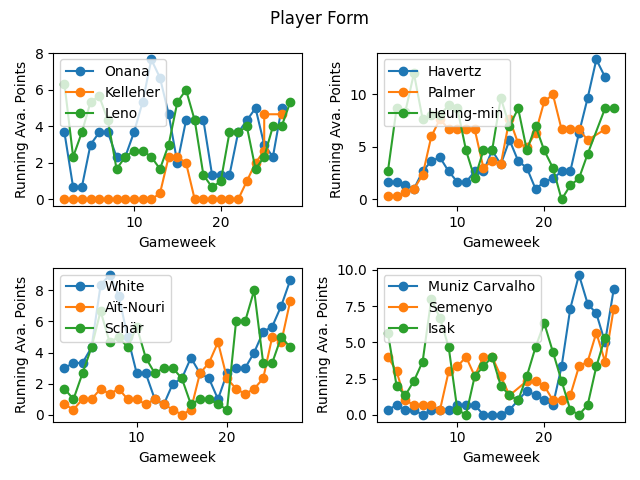 Player Form
8
6
4
2
0
Running Ava. Points
Onana
Kelleher
Leno
10
20
Gameweek
10
5
0
Running Ava. Points
Havertz
Palmer
Heung-min
10
20
Gameweek
8
6
4
2
0
Running Ava. Points
White
Aït-Nouri
Schär
10
20
Gameweek
10.0
7.5
5.0
2.5
0.0
Running Ava. Points
Muniz Carvalho
Semenyo
Isak
10
20
Gameweek